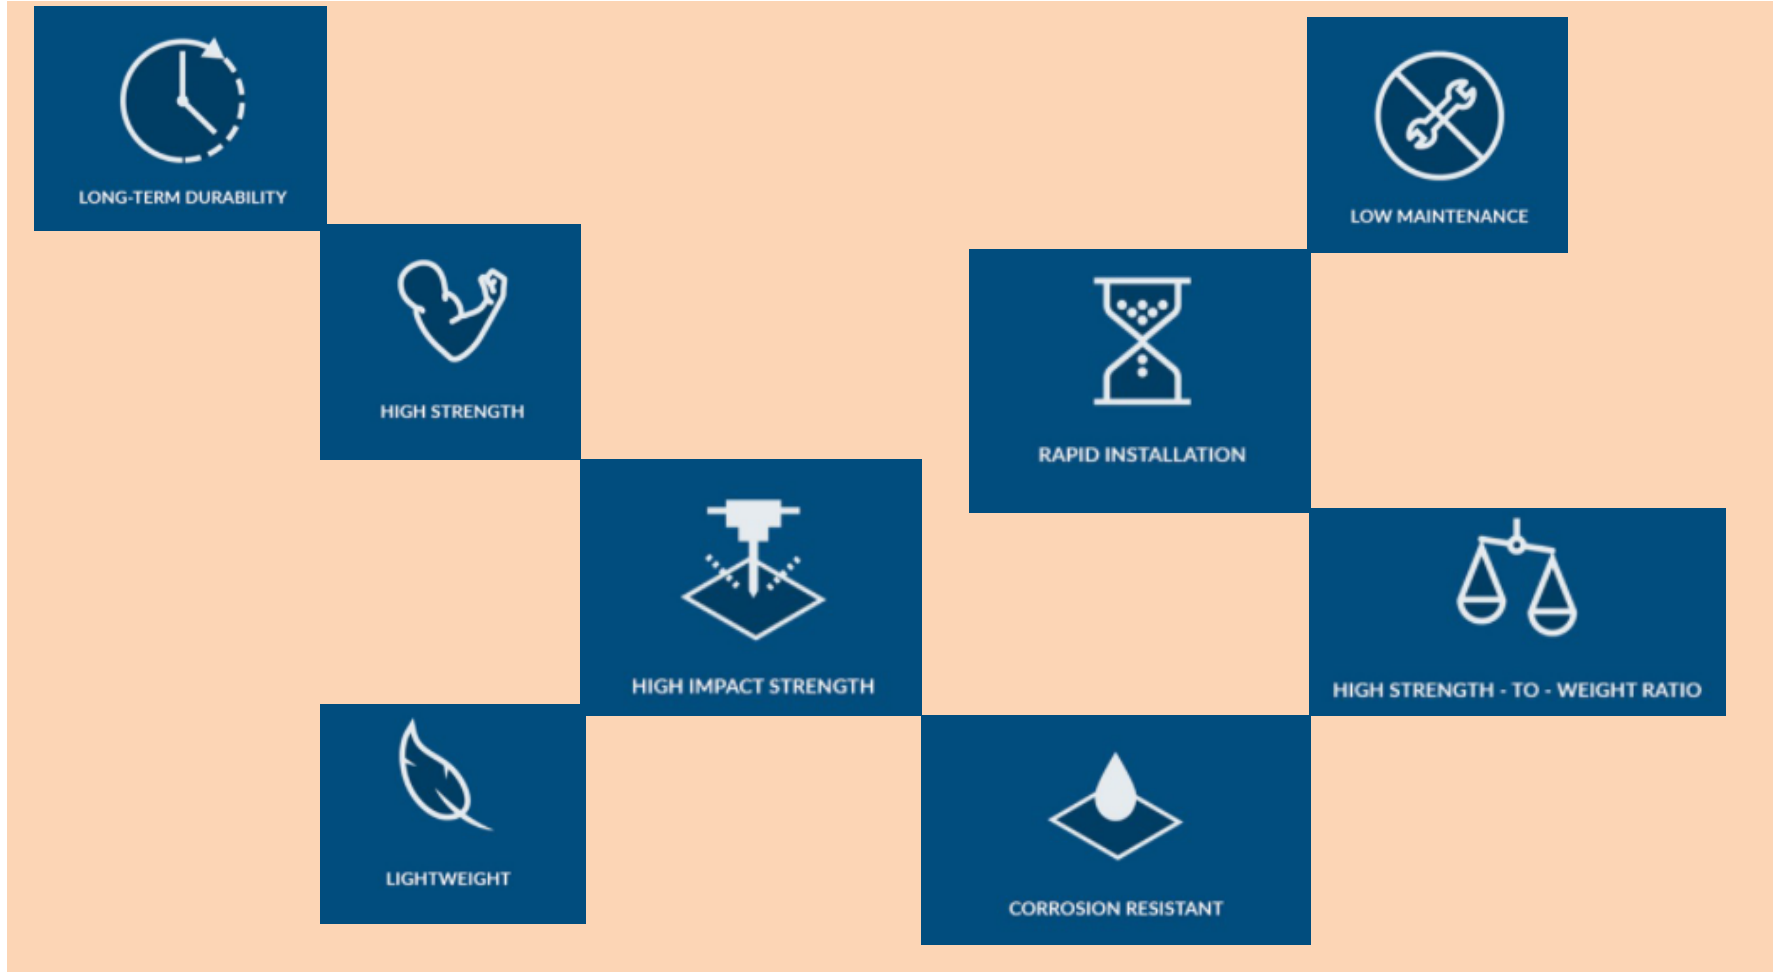 LONG-TERM DURABILITY
LOW MAINTENANCE
HIGH STRENGTH
RAPID INSTALLATION
HIGH IMPACT STRENGTH
HIGH STRENGTH - TO - WEIGHT RATIO
LIGHTWEIGHT
CORROSION RESISTANT